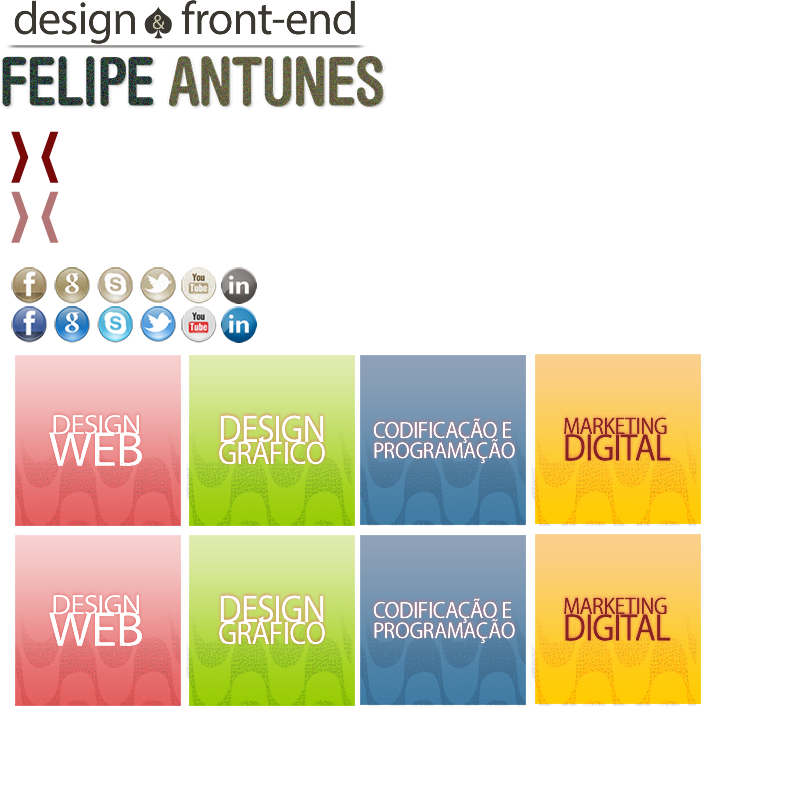 design & front-end
FELIPE ANTUNES
f g S You Tube in
f g S You Tube in
DESIGN
WEB
DESIGN
GRÁFICO
CODIFICAÇÃO E
PROGRAMAÇÃO
MARKETING
DIGITAL
DESIGN
WEB
DESIGN
GRÁFICO
CODIFICAÇÃO E
PROGRAMAÇÃO
MARKETING
DIGITAL